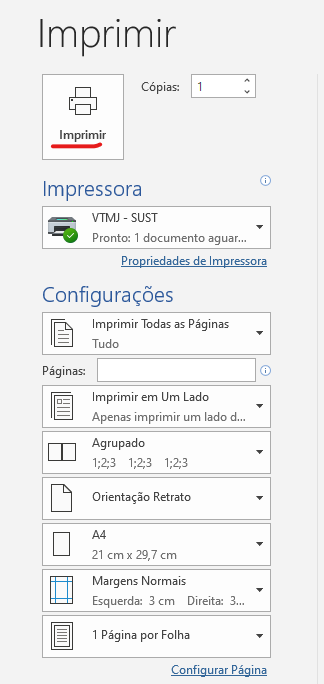 Imprimir
Cópias: 1
Imprimir
Impressora
VTMJ - SUST
Pronto: 1 documento aguar...
Propriedades de Impressora
Configurações
Imprimir Todas as Páginas
Tudo
Páginas:
Imprimir em Um Lado
Apenas imprimir um lado d...
Agrupado
1;2;3 1;2;3 1;2;3
Orientação Retrato
A4
21 cm x 29,7 cm
Margens Normais
Esquerda: 3 cm Direita: 3...
1 Página por Folha
Configurar Página